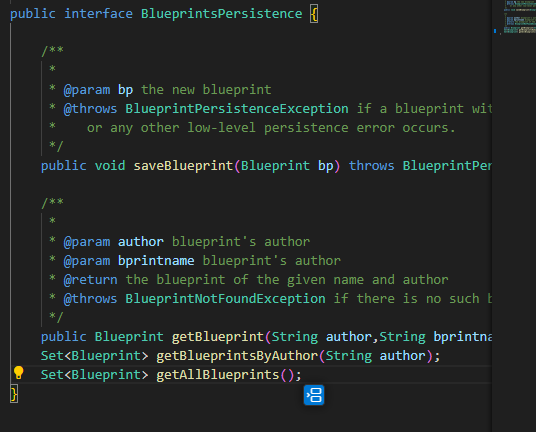 public interface BlueprintsPersistence {
/**
*
* @param bp the new blueprint
* @throws BlueprintPersistenceException if a blueprint wit
* or any other low-level persistence error occurs.
*/
public void saveBlueprint(Blueprint bp) throws BlueprintPer
/**
*
* @param author blueprint's author
* @param bprintname blueprint's author
* @return the blueprint of the given name and author
* @throws BlueprintNotFoundException if there is no such b
*/
public Blueprint getBlueprint(String author,String bprintna
Set<Blueprint> getBlueprintsByAuthor(String author);
Set<Blueprint> getAllBlueprints();
}